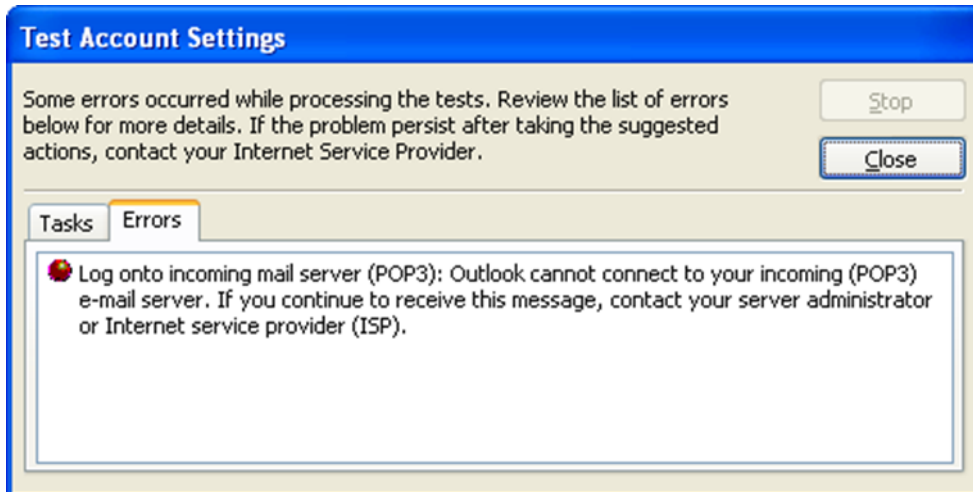 Test Account Settings
Some errors occurred while processing the tests. Review the list of errors
below for more details. If the problem persist after taking the suggested
actions, contact your Internet Service Provider.
Stop
Close
Tasks
Errors
Log onto incoming mail server (POP3): Outlook cannot connect to your incoming (POP3)
e-mail server. If you continue to receive this message, contact your server administrator
or Internet service provider (ISP).